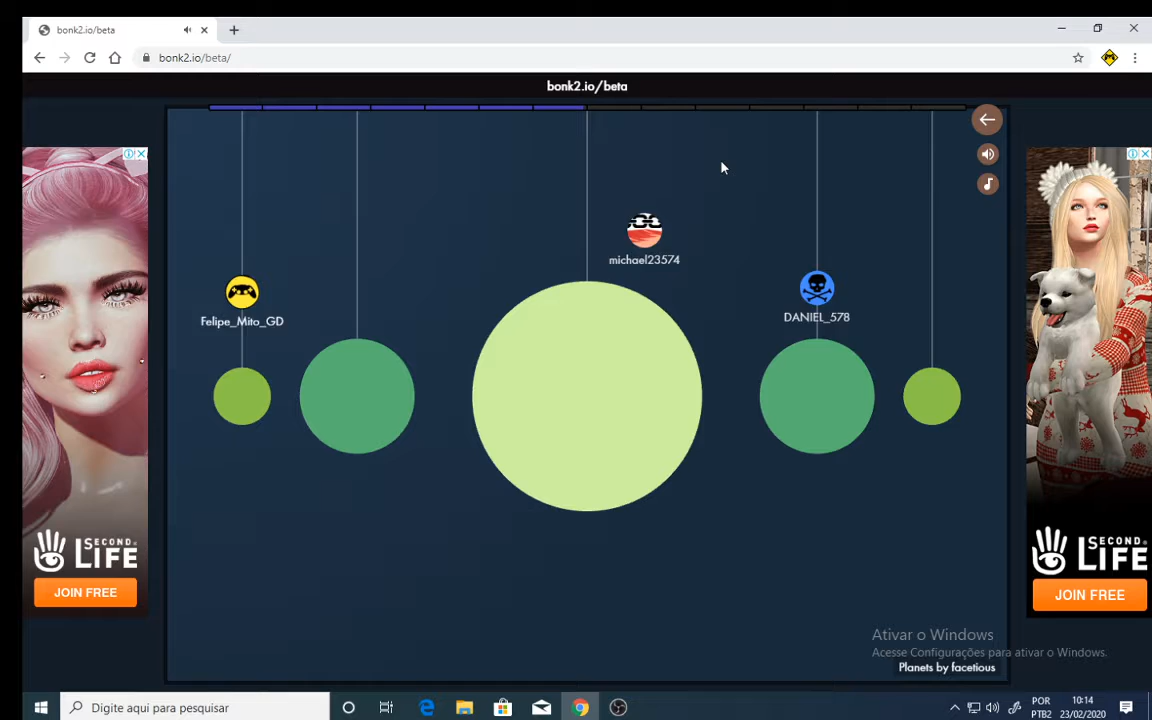 bonk2.io/beta
bonk2.io/beta/
bonk2.io/beta
michael23574
Felipe_Mito_GD
DANIEL_578
SECOND
LIFE
JOIN FREE
SECOND
LIFE
JOIN FREE
Ativar o Windows
Acesse Configurações para ativar o Windows.
Planets by facetious
Digite aqui para pesquisar
POR
PTB2
10:14
23/02/2020